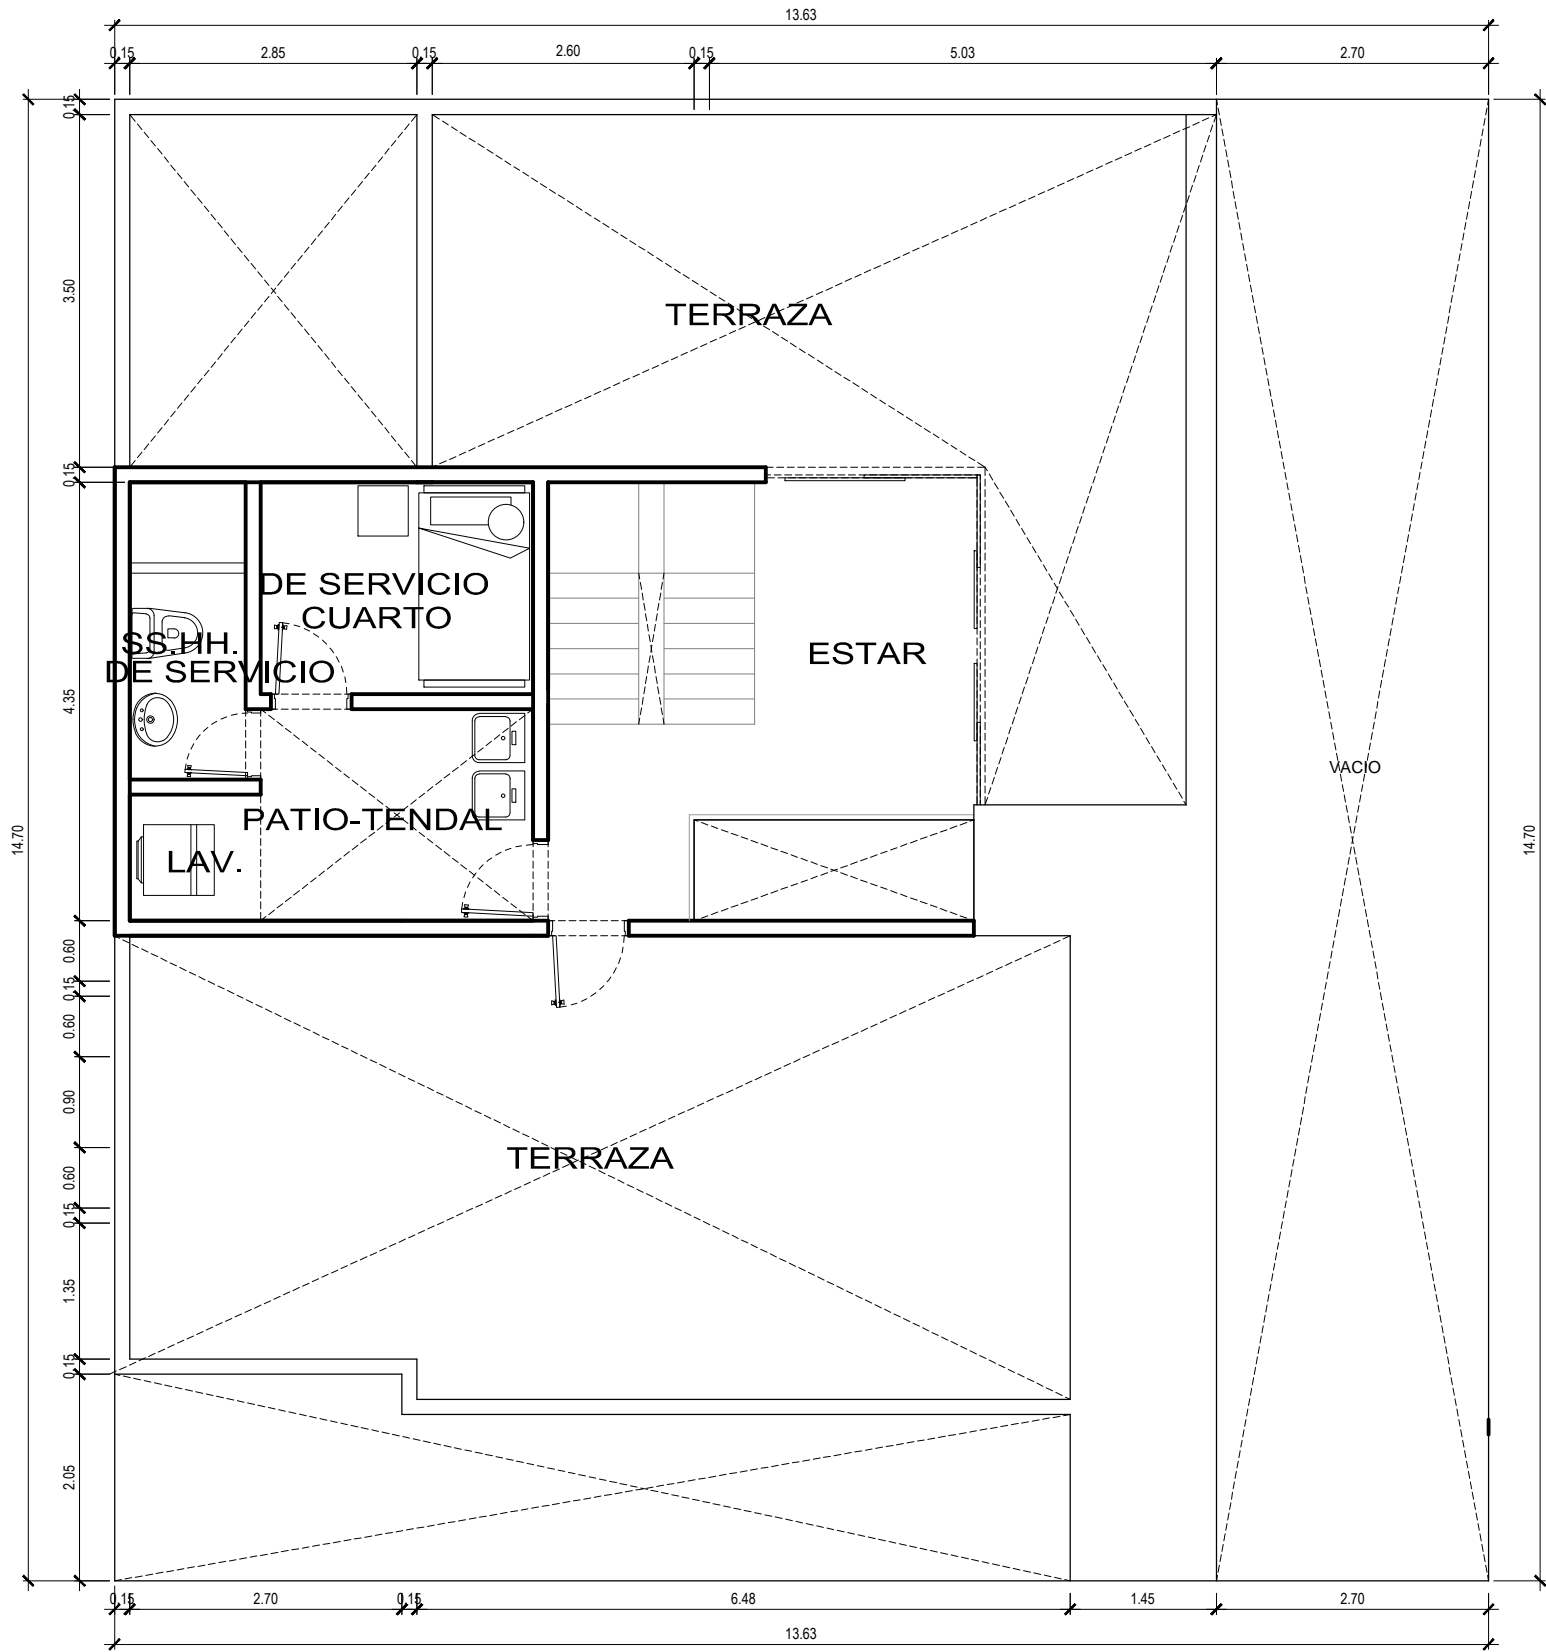 13.63
0.15 2.85 0.15 2.60 0.15 5.03 2.70
0.15
3.50
TERRAZA
0.15
DE SERVICIO
CUARTO
SS.HH.
DE SERVICIO
ESTAR
4.35
VACIO
PATIO-TENDAL
14.70
14.70
LAV.
0.60
0.15
0.60
0.90
TERRAZA
0.60
0.15
1.35
0.15
2.05
0.15 2.70 0.15 6.48 1.45 2.70
13.63